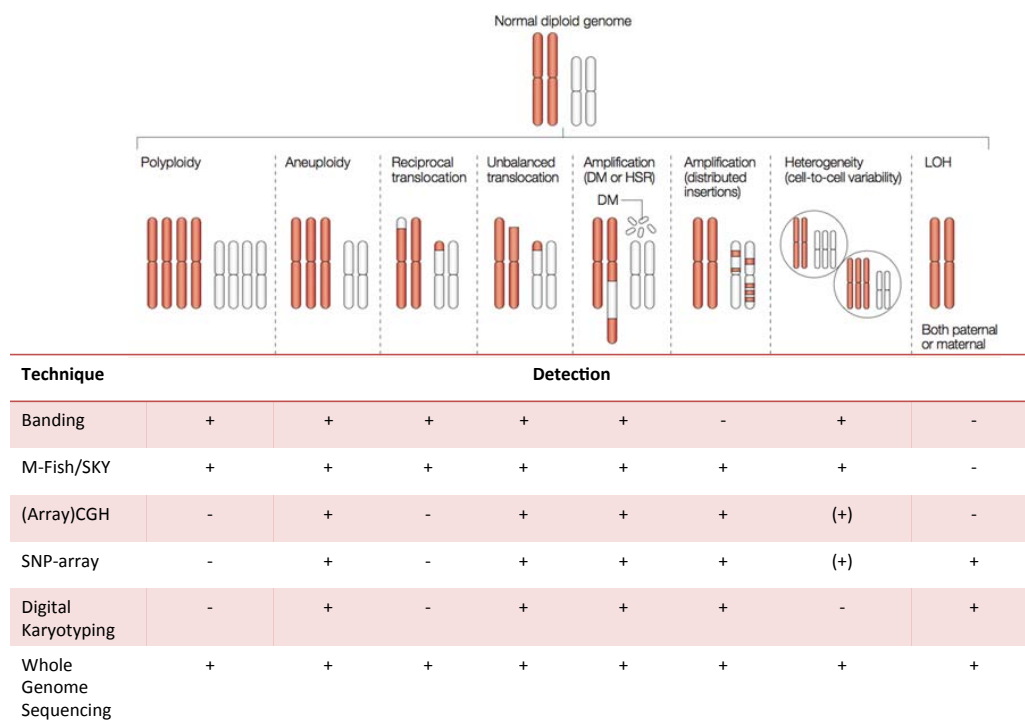 Normal diploid genome
Polyploidy
Aneuploidy
Reciprocal
translocation
Unbalanced
translocation
Amplification
(DM or HSR)
DM
Amplification
(distributed
insertions)
Heterogeneity
(cell-to-cell variability)
LOH
Both paternal
or maternal
Technique Detection
Banding + + + + + - + -
M-Fish/SKY + + + + + + + -
(Array)CGH - + - + + + (+) -
SNP-array - + - + + + (+) +
Digital - + - + + + - +
Karyotyping
Whole + + + + + + + +
Genome
Sequencing